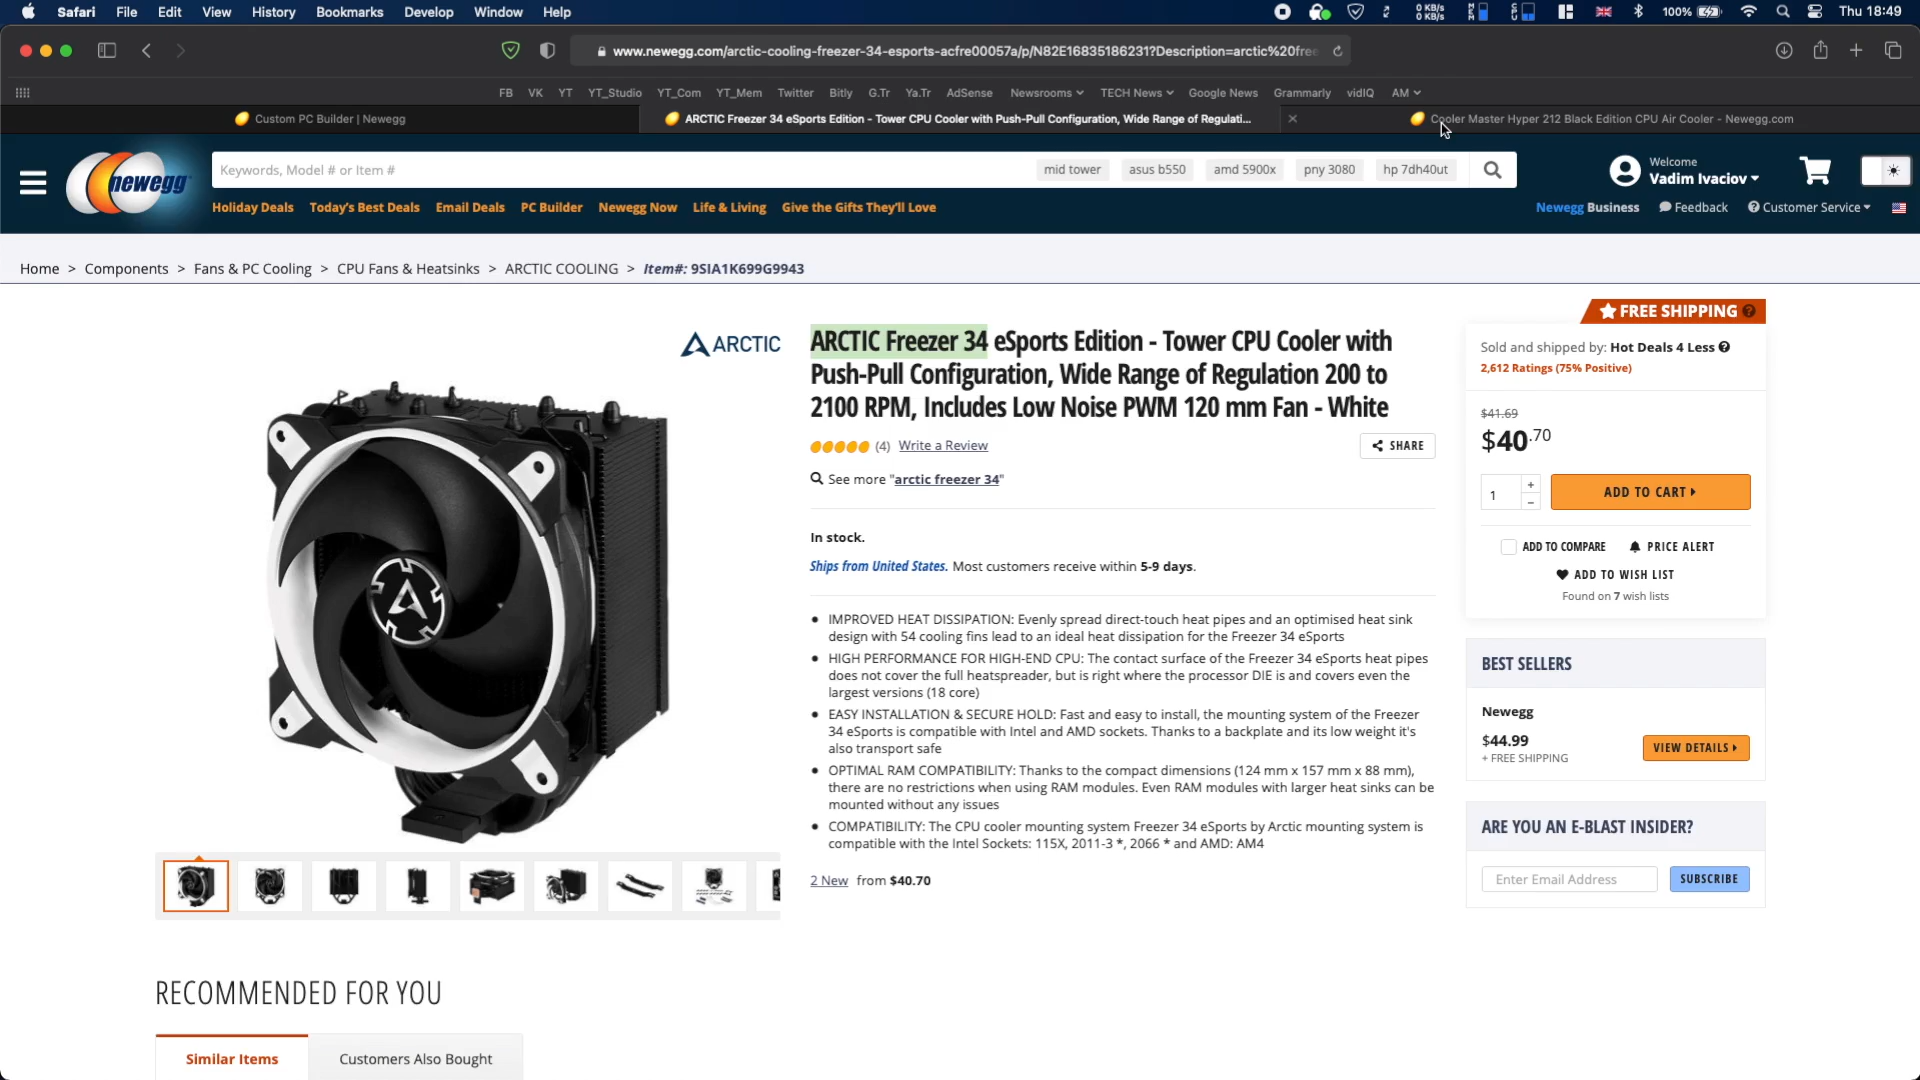 Safari File Edit View History Bookmarks Develop Window Help 0 KB/s 0 KB/s 100% Thu 18:49
www.newegg.com/arctic-cooling-freezer-34-esports-acfre00057a/p/N82E16835186231?Description=arctic%20fre
FB VK YT YT_Studio YT_Com YT_Mem Twitter Bitly G.Tr Ya.Tr AdSense Newsrooms TECH News Google News Grammarly vidIQ AM
Custom PC Builder | Newegg
ARCTIC Freezer 34 eSports Edition - Tower CPU Cooler with Push-Pull Configuration, Wide Range of Regulati...
Cooler Master Hyper 212 Black Edition CPU Air Cooler - Newegg.com
newegg
Keywords, Model # or Item # mid tower asus b550 amd 5900x pny 3080 hp 7dh40ut
Welcome
Vadim Ivaciov
Holiday Deals Today's Best Deals Email Deals PC Builder Newegg Now Life & Living Give the Gifts They'll Love
Newegg Business Feedback Customer Service
Home > Components > Fans & PC Cooling > CPU Fans & Heatsinks > ARCTIC COOLING > Item#: 9SIA1K699G9943
ARCTIC
ARCTIC Freezer 34 eSports Edition - Tower CPU Cooler with
Push-Pull Configuration, Wide Range of Regulation 200 to
2100 RPM, Includes Low Noise PWM 120 mm Fan - White
(4) Write a Review
SHARE
See more "arctic freezer 34"
In stock.
Ships from United States. Most customers receive within 5-9 days.
• IMPROVED HEAT DISSIPATION: Evenly spread direct-touch heat pipes and an optimised heat sink
design with 54 cooling fins lead to an ideal heat dissipation for the Freezer 34 eSports
• HIGH PERFORMANCE FOR HIGH-END CPU: The contact surface of the Freezer 34 eSports heat pipes
does not cover the full heatspreader, but is right where the processor DIE is and covers even the
largest versions (18 core)
• EASY INSTALLATION & SECURE HOLD: Fast and easy to install, the mounting system of the Freezer
34 eSports is compatible with Intel and AMD sockets. Thanks to a backplate and its low weight it's
also transport safe
• OPTIMAL RAM COMPATIBILITY: Thanks to the compact dimensions (124 mm x 157 mm x 88 mm),
there are no restrictions when using RAM modules. Even RAM modules with larger heat sinks can be
mounted without any issues
• COMPATIBILITY: The CPU cooler mounting system Freezer 34 eSports by Arctic mounting system is
compatible with the Intel Sockets: 115X, 2011-3 *, 2066 * and AMD: AM4
2 New from $40.70
FREE SHIPPING
Sold and shipped by: Hot Deals 4 Less
2,612 Ratings (75% Positive)
$41.69
$40.70
1 + − ADD TO CART
ADD TO COMPARE PRICE ALERT
ADD TO WISH LIST
Found on 7 wish lists
BEST SELLERS
Newegg
$44.99
+ FREE SHIPPING
VIEW DETAILS
ARE YOU AN E-BLAST INSIDER?
Enter Email Address SUBSCRIBE
RECOMMENDED FOR YOU
Similar Items Customers Also Bought